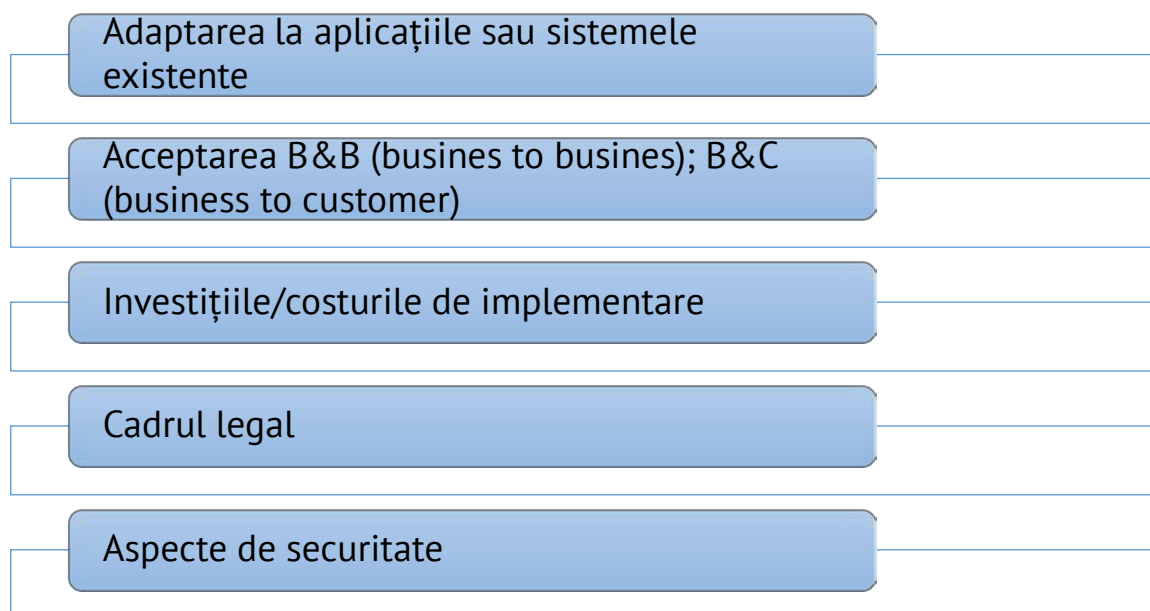 Adaptarea la aplicațiile sau sistemele
existente
Acceptarea B&B (busines to busines); B&C
(business to customer)
Investițiile/costurile de implementare
Cadrul legal
Aspecte de securitate